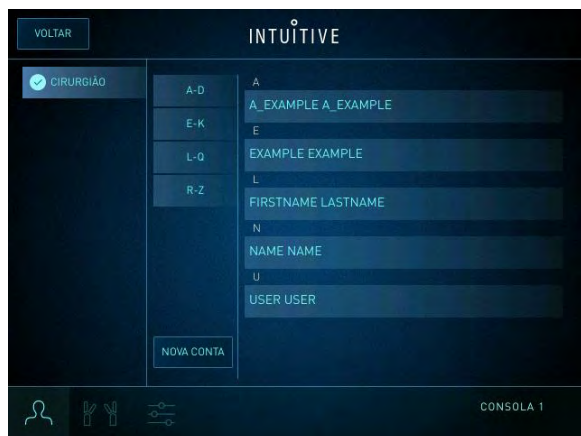 VOLTAR
INTUITIVE
CIRURGIÃO
A-D
E-K
L-Q
R-Z
A
A_EXAMPLE A_EXAMPLE
E
EXAMPLE EXAMPLE
L
FIRSTNAME LASTNAME
N
NAME NAME
U
USER USER
NOVA CONTA
CONSOLA 1